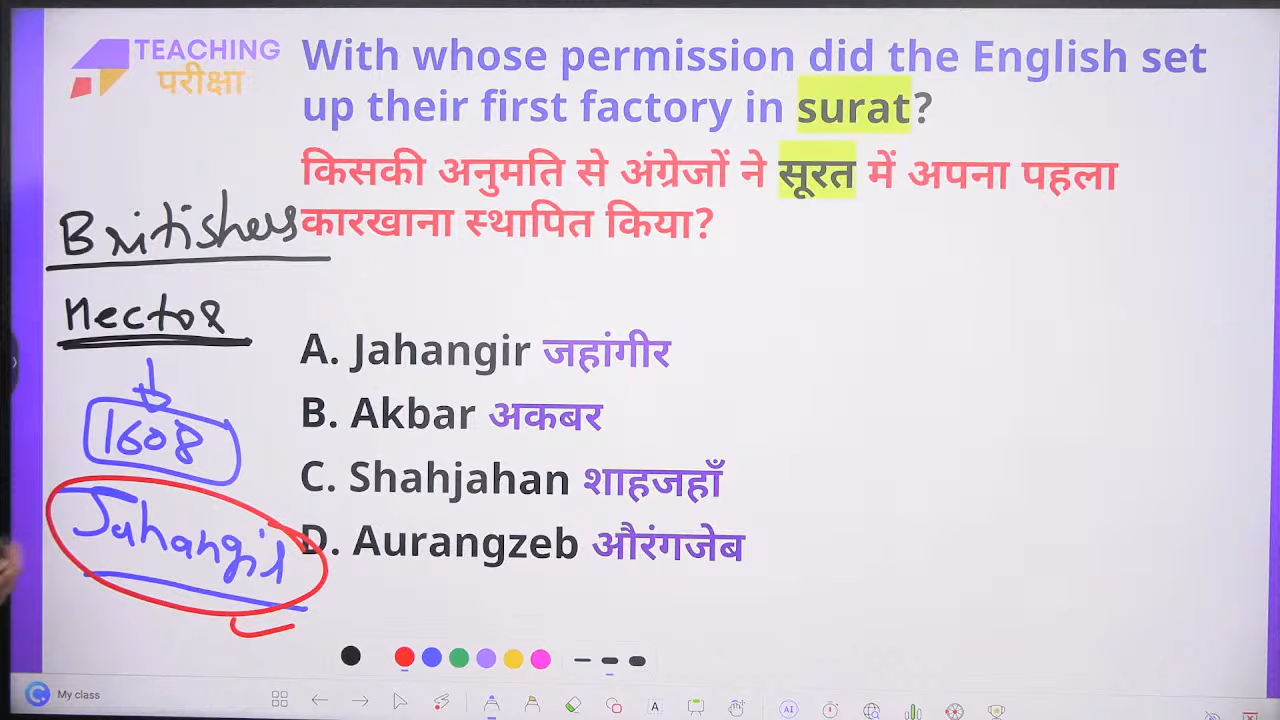 TEACHING
परीक्षा
With whose permission did the English set
up their first factory in surat?
किसकी अनुमति से अंग्रेजों ने सूरत में अपना पहला
कारखाना स्थापित किया?
Britishers
Hector
1608
Jahangir
A. Jahangir जहांगीर
B. Akbar अकबर
C. Shahjahan शाहजहाँ
D. Aurangzeb औरंगजेब
My class
A
AI